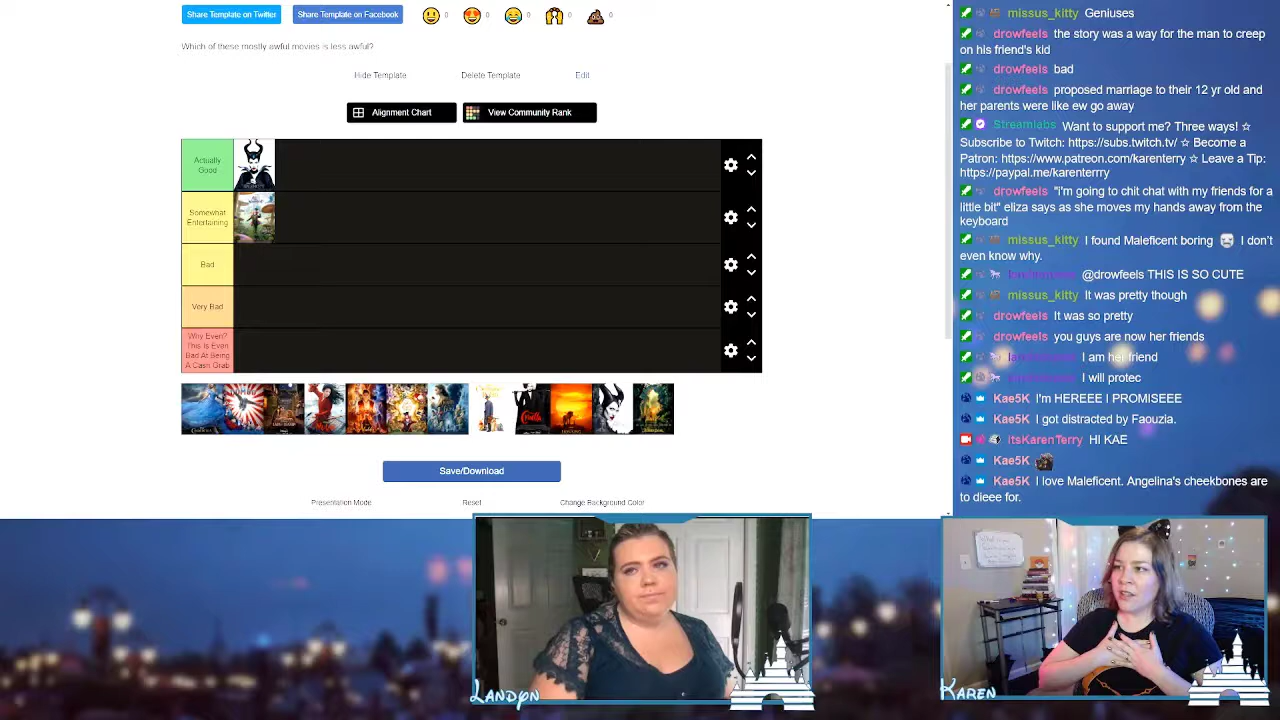 Share Template on Twitter
Share Template on Facebook
0
0
0
0
0
Which of these mostly awful movies is less awful?
Hide Template
Delete Template
Edit
Alignment Chart
View Community Rank
Actually
Good
Somewhat
Entertaining
Bad
Very Bad
Why Even?
This Is Even
Bad At Being
A Cash Grab
Save/Download
Presentation Mode
Reset
Change Background Color
missus_kitty Geniuses
drowfeels the story was a way for the man to creep
on his friend's kid
drowfeels bad
drowfeels proposed marriage to their 12 yr old and
her parents were like ew go away
Streamlabs Want to support me? Three ways! ☆
Subscribe to Twitch: https://subs.twitch.tv/ ☆ Become a
Patron: https://www.patreon.com/karenterry ☆ Leave a Tip:
https://paypal.me/karenterrry
drowfeels "I'm going to chit chat with my friends for a
little bit" eliza says as she moves my hands away from the
keyboard
missus_kitty I found Maleficent boring I don't
even know why.
@drowfeels THIS IS SO CUTE
missus_kitty It was pretty though
drowfeels It was so pretty
drowfeels you guys are now her friends
I am her friend
I will protec
Kae5K I'm HEREEE I PROMISEEE
Kae5K I got distracted by Faouzia.
itsKarenTerry HI KAE
Kae5K
Kae5K I love Maleficent. Angelina's cheekbones are
to dieee for.
Landyn
Karen